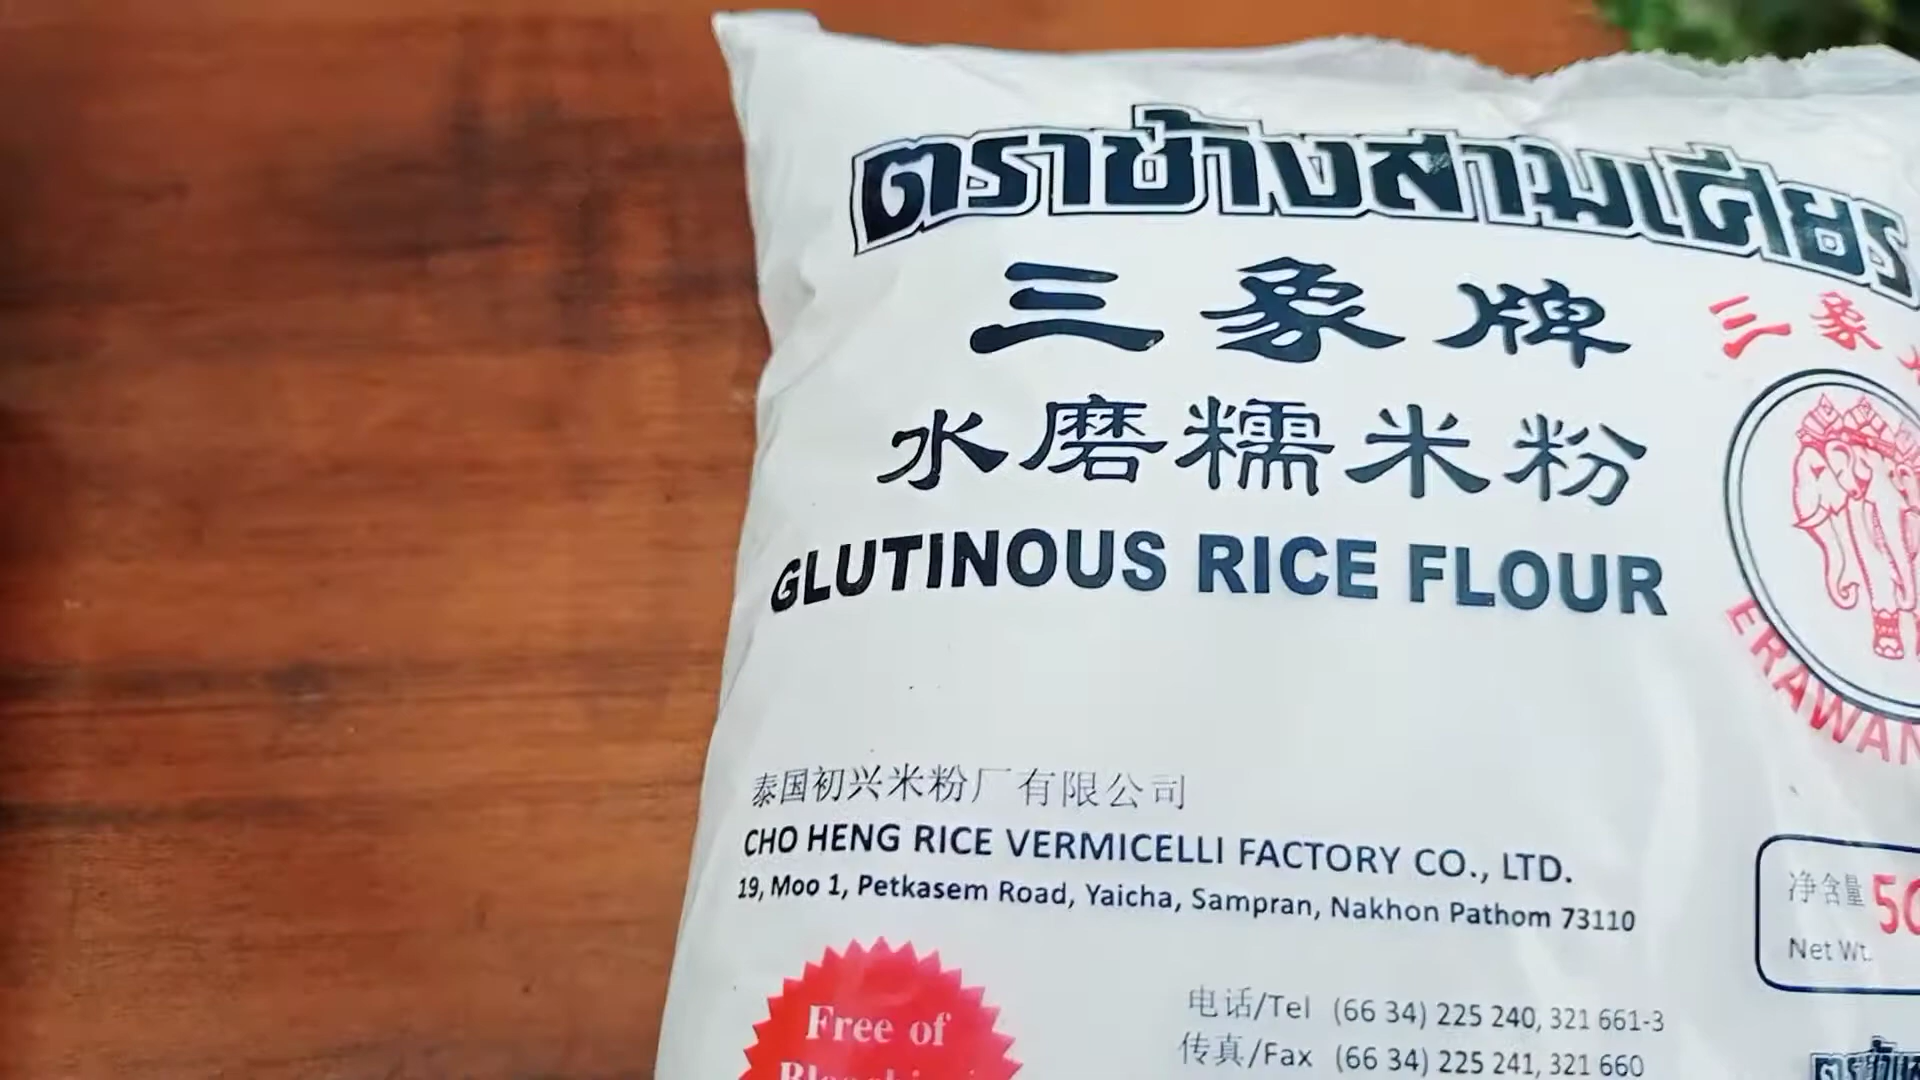 ตราช้างสามเศียร
三象牌
水磨糯米粉
GLUTINOUS RICE FLOUR
三象
ERAWAN
泰国初兴米粉厂有限公司
CHO HENG RICE VERMICELLI FACTORY CO., LTD.
19, Moo 1, Petkasem Road, Yaicha, Sampran, Nakhon Pathom 73110
净含量 50
Net Wt.
Free of
电话/Tel (66 34) 225 240, 321 661-3
传真/Fax (66 34) 225 241, 321 660